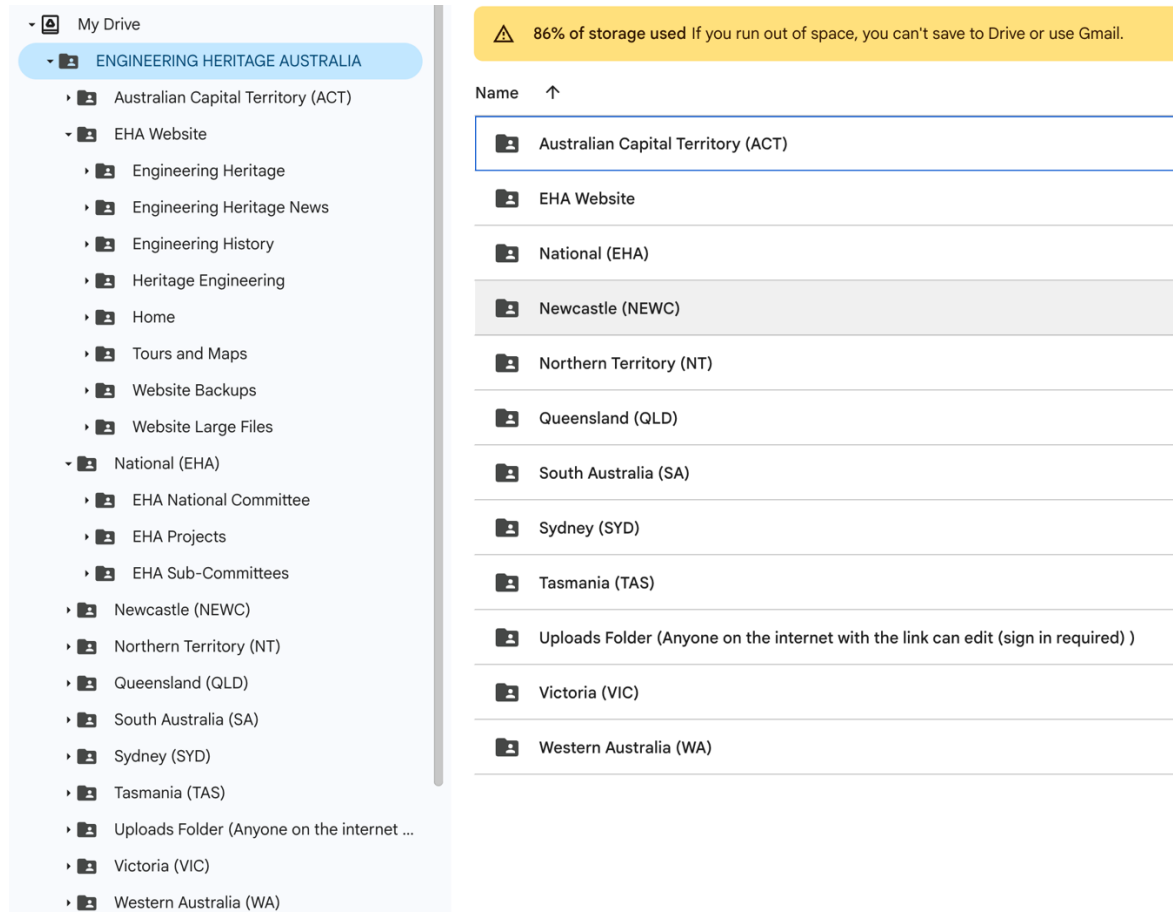 My Drive
ENGINEERING HERITAGE AUSTRALIA
Australian Capital Territory (ACT)
EHA Website
Engineering Heritage
Engineering Heritage News
Engineering History
Heritage Engineering
Home
Tours and Maps
Website Backups
Website Large Files
National (EHA)
EHA National Committee
EHA Projects
EHA Sub-Committees
Newcastle (NEWC)
Northern Territory (NT)
Queensland (QLD)
South Australia (SA)
Sydney (SYD)
Tasmania (TAS)
Uploads Folder (Anyone on the internet ...
Victoria (VIC)
Western Australia (WA)
86% of storage used If you run out of space, you can't save to Drive or use Gmail.
Name
Australian Capital Territory (ACT)
EHA Website
National (EHA)
Newcastle (NEWC)
Northern Territory (NT)
Queensland (QLD)
South Australia (SA)
Sydney (SYD)
Tasmania (TAS)
Uploads Folder (Anyone on the internet with the link can edit (sign in required) )
Victoria (VIC)
Western Australia (WA)